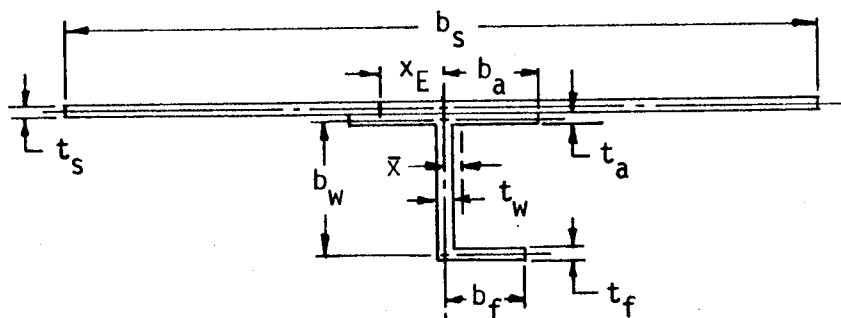 b_s
x_E b_a
t_s
b_w
x̄
t_w
t_a
b_f
t_f